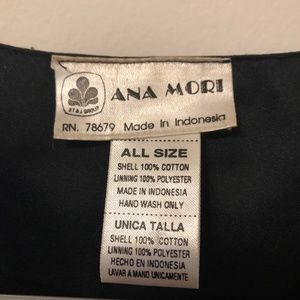 ANA MORI
RN. 78679 Made in Indonesia
ALL SIZE
SHELL 100% COTTON
LINNING 100% POLYESTER
MADE IN INDONESIA
HAND WASH ONLY
UNICA TALLA
SHELL 100% COTTON
LINNING 100% POLYESTER
HECHO EN INDONESIA
LAVAR A MANO UNICAMENTE